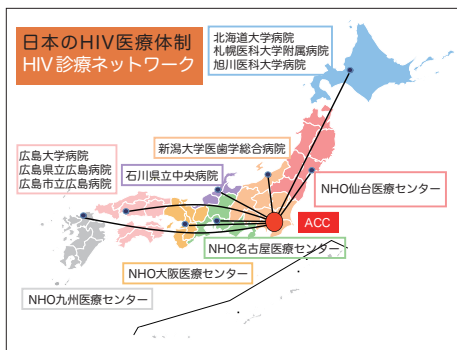 日本のHIV医療体制
HIV診療ネットワーク
北海道大学病院
札幌医科大学附属病院
旭川医科大学病院
新潟大学医歯学総合病院
広島大学病院
広島県立広島病院
広島市立広島病院
石川県立中央病院
NHO仙台医療センター
ACC
NHO名古屋医療センター
NHO大阪医療センター
NHO九州医療センター